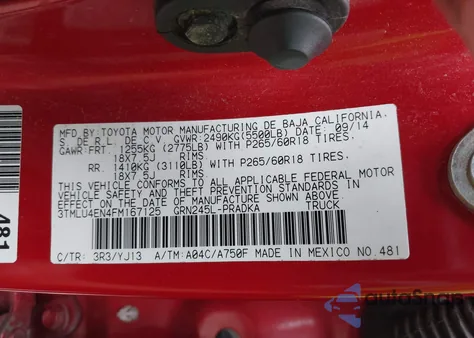 MFD.BY:TOYOTA MOTOR MANUFACTURING DE BAJA CALIFORNIA,
S. DE R.L. DE C.V. GVWR:2490KG(5500LB) DATE: 09/14
GAWR:FRT. 1255KG (2775LB)WITH P265/60R18 TIRES,
18X7.5J RIMS,
RR. 1410KG (3110LB)WITH P265/60R18 TIRES,
18X7.5J RIMS.
THIS VEHICLE CONFORMS TO ALL APPLICABLE FEDERAL MOTOR
VEHICLE SAFETY AND THEFT PREVENTION STANDARDS IN
EFFECT ON THE DATE OF MANUFACTURE SHOWN ABOVE.
3TMLU4EN4FM167125 GRN245L-PRADKA TRUCK
C/TR: 3R3/YJ13 A/TM:A04C/A750F MADE IN MEXICO NO.481
481
autoSnap